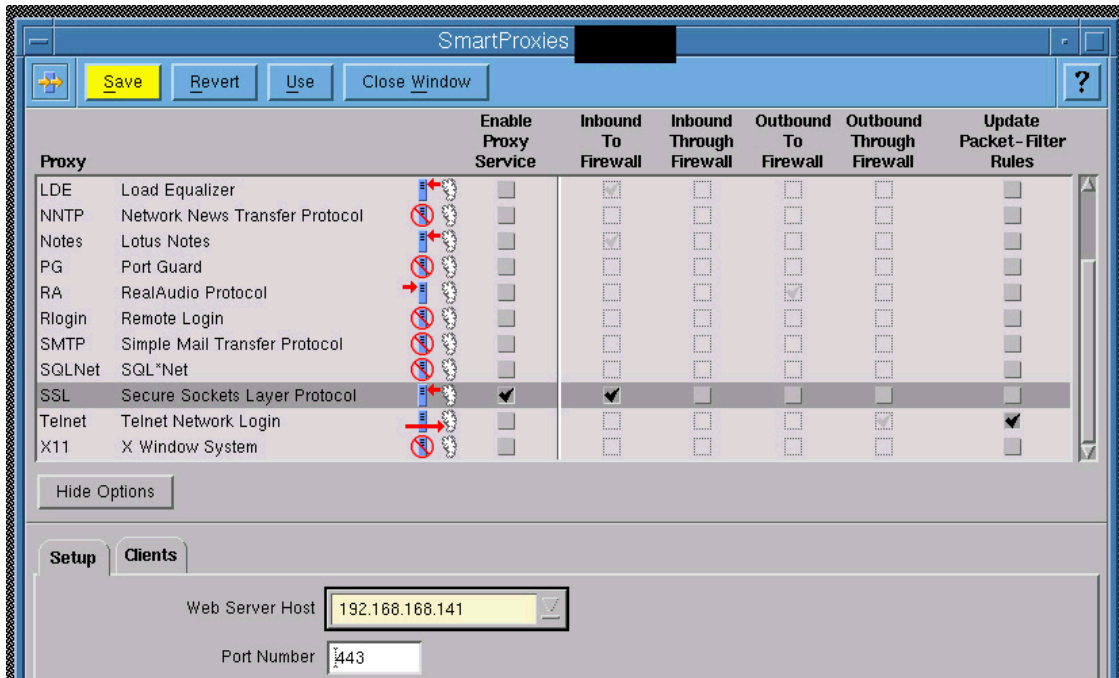 SmartProxies
Save Revert Use Close Window ?
Proxy Enable Proxy Service Inbound To Firewall Inbound Through Firewall Outbound To Firewall Outbound Through Firewall Update Packet-Filter Rules
LDE Load Equalizer
NNTP Network News Transfer Protocol
Notes Lotus Notes
PG Port Guard
RA RealAudio Protocol
Rlogin Remote Login
SMTP Simple Mail Transfer Protocol
SQLNet SQL*Net
SSL Secure Sockets Layer Protocol
Telnet Telnet Network Login
X11 X Window System
Hide Options
Setup Clients
Web Server Host 192.168.168.141
Port Number 443